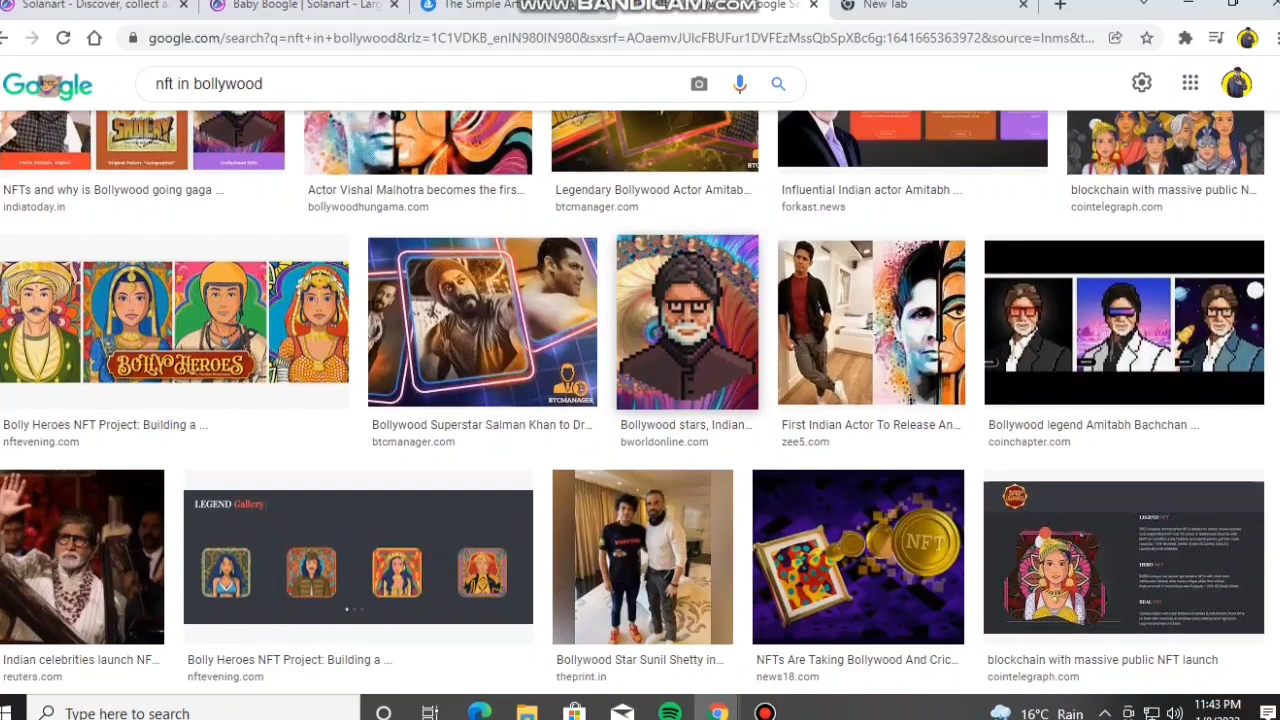 Solanart - Discover, collect a
Baby Boogle | Solanart - Larg
The Simple Ar
WWW.BANDICAM.COM
New Tab
google.com/search?q=nft+in+bollywood&rlz=1C1VDKB_enIN980IN980&sxsrf=AOaemvJUlcFBUFur1DVFEzMssQbSpXBc6g:1641665363972&source=lnms&t...
Google
nft in bollywood
NFTs and why is Bollywood going gaga ...
indiatoday.in
Actor Vishal Malhotra becomes the firs...
bollywoodhungama.com
Legendary Bollywood Actor Amitab...
btcmanager.com
Influential Indian actor Amitabh ...
forkast.news
blockchain with massive public N...
cointelegraph.com
BOLLY HEROES
BTCMANAGER
Bolly Heroes NFT Project: Building a ...
nftevening.com
Bollywood Superstar Salman Khan to Dr...
btcmanager.com
Bollywood stars, Indian...
bworldonline.com
First Indian Actor To Release An...
zee5.com
Bollywood legend Amitabh Bachchan ...
coinchapter.com
LEGEND Gallery
LEGEND NFT
HERO NFT
REAL NFT
Indian celebrities launch NF...
reuters.com
Bolly Heroes NFT Project: Building a ...
nftevening.com
Bollywood Star Sunil Shetty in...
theprint.in
NFTs Are Taking Bollywood And Cric...
news18.com
blockchain with massive public NFT launch
cointelegraph.com
Type here to search
16°C Rain
11:43 PM